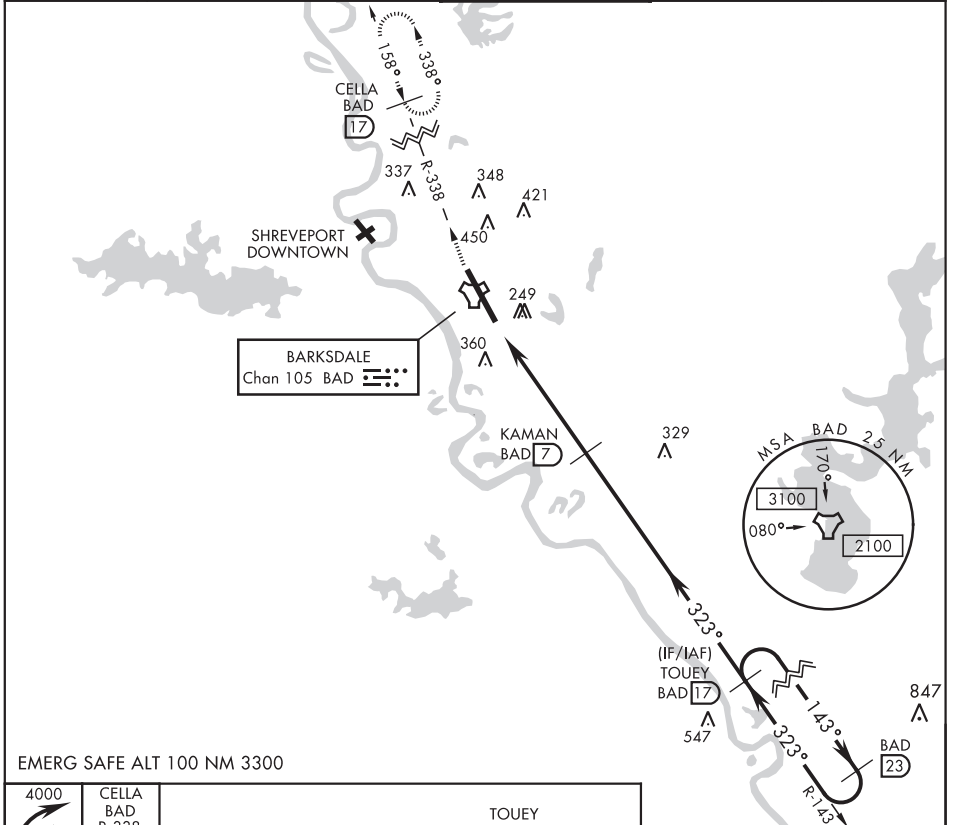 158°
338°
CELLA
BAD
17
R-338
337
348
421
450
SHREVEPORT
DOWNTOWN
249
BARKSDALE
Chan 105 BAD
360
KAMAN
BAD 7
329
MSA BAD 25 NM
170°
3100
080°
2100
323°
(IF/IAF)
TOUEY
BAD 17
547
143°
323°
847
BAD
23
R-143
EMERG SAFE ALT 100 NM 3300
4000
CELLA
BAD
R-338
TOUEY